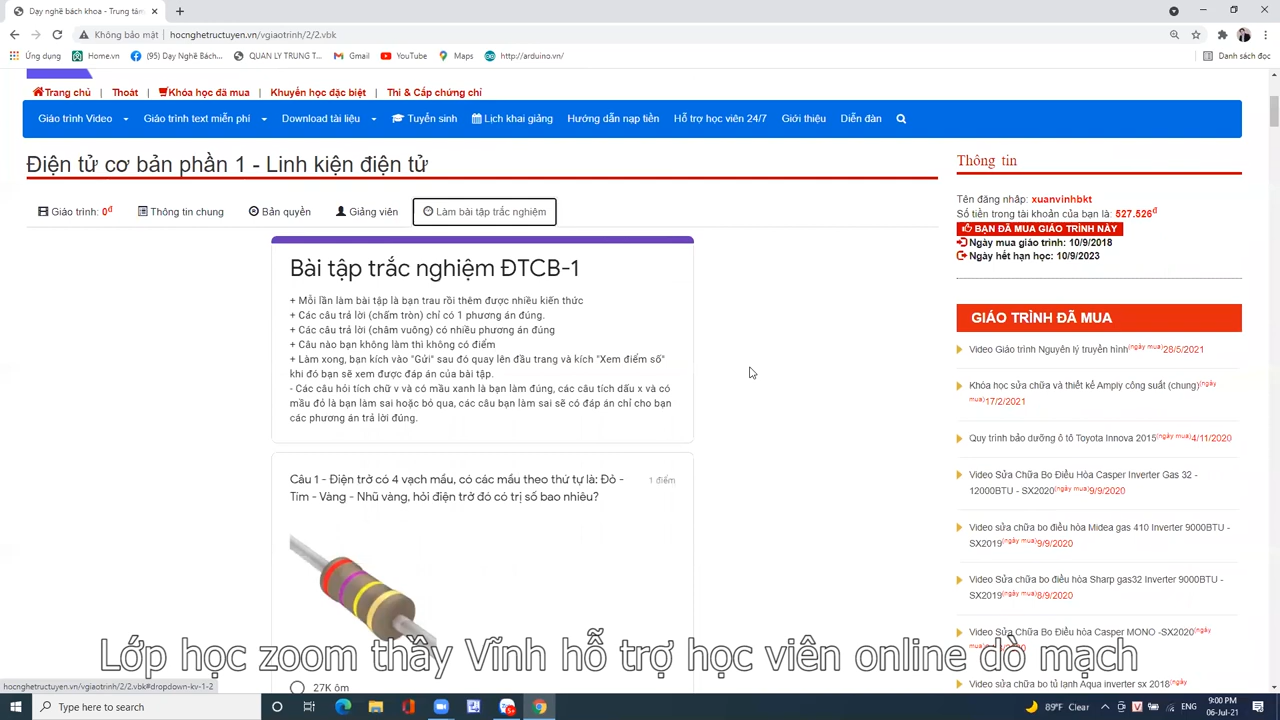 Dạy nghề bách khoa - Trung tâm
Không bảo mật | hocnghetructuyen.vn/vgiaotrinh/2/2.vbk
Ứng dụng Home.vn (95) Dạy Nghề Bách... QUAN LY TRUNG T... Gmail YouTube Maps http://arduino.vn/ Danh sách đọc
Trang chủ | Thoát | Khóa học đã mua | Khuyến học đặc biệt | Thi & Cấp chứng chỉ
Giáo trình Video Giáo trình text miễn phí Download tài liệu Tuyển sinh Lịch khai giảng Hướng dẫn nạp tiền Hỗ trợ học viên 24/7 Giới thiệu Diễn đàn
Điện tử cơ bản phần 1 - Linh kiện điện tử
Giáo trình: 0đ Thông tin chung Bản quyền Giảng viên Làm bài tập trắc nghiệm
Bài tập trắc nghiệm ĐTCB-1
+ Mỗi lần làm bài tập là bạn trau rồi thêm được nhiều kiến thức
+ Các câu trả lời (chấm tròn) chỉ có 1 phương án đúng.
+ Các câu trả lời (châm vuông) có nhiều phương án đúng
+ Câu nào bạn không làm thì không có điểm
+ Làm xong, bạn kích vào "Gửi" sau đó quay lên đầu trang và kích "Xem điểm số"
khi đó bạn sẽ xem được đáp án của bài tập.
- Các câu hỏi tích chữ v và có mầu xanh là bạn làm đúng, các câu tích dấu x và có
mầu đỏ là bạn làm sai hoặc bỏ qua, các câu bạn làm sai sẽ có đáp án chỉ cho bạn
các phương án trả lời đúng.
Câu 1 - Điện trở có 4 vạch mầu, có các mầu theo thứ tự là: Đỏ -
Tím - Vàng - Nhũ vàng, hỏi điện trở đó có trị số bao nhiêu?
1 điểm
27K ôm
Thông tin
Tên đăng nhập: xuanvinhbkt
Số tiền trong tài khoản của bạn là: 527.526đ
BẠN ĐÃ MUA GIÁO TRÌNH NÀY
Ngày mua giáo trình: 10/9/2018
Ngày hết hạn học: 10/9/2023
GIÁO TRÌNH ĐÃ MUA
Video Giáo trình Nguyên lý truyền hình(ngày mua)28/5/2021
Khóa học sửa chữa và thiết kế Amply công suất (chung)(ngày
mua)17/2/2021
Quy trình bảo dưỡng ô tô Toyota Innova 2015(ngày mua)4/11/2020
Video Sửa Chữa Bo Điều Hòa Casper Inverter Gas 32 -
12000BTU - SX2020(ngày mua)9/9/2020
Video sửa chữa bo điều hòa Midea gas 410 Inverter 9000BTU -
SX2019(ngày mua)9/9/2020
Video Sửa chữa bo điều hòa Sharp gas32 Inverter 9000BTU -
SX2019(ngày mua)8/9/2020
Video Sửa Chữa Bo Điều Hòa Casper MONO -SX2020(ngày
Video sửa chữa bo tủ lạnh Aqua inverter sx 2018(ngày
Lớp học zoom thầy Vĩnh hỗ trợ học viên online dò mạch
hocnghetructuyen.vn/vgiaotrinh/2/2.vbk#dropdown-kv-1-2
Type here to search
89°F Clear
ENG
9:00 PM
06-Jul-21